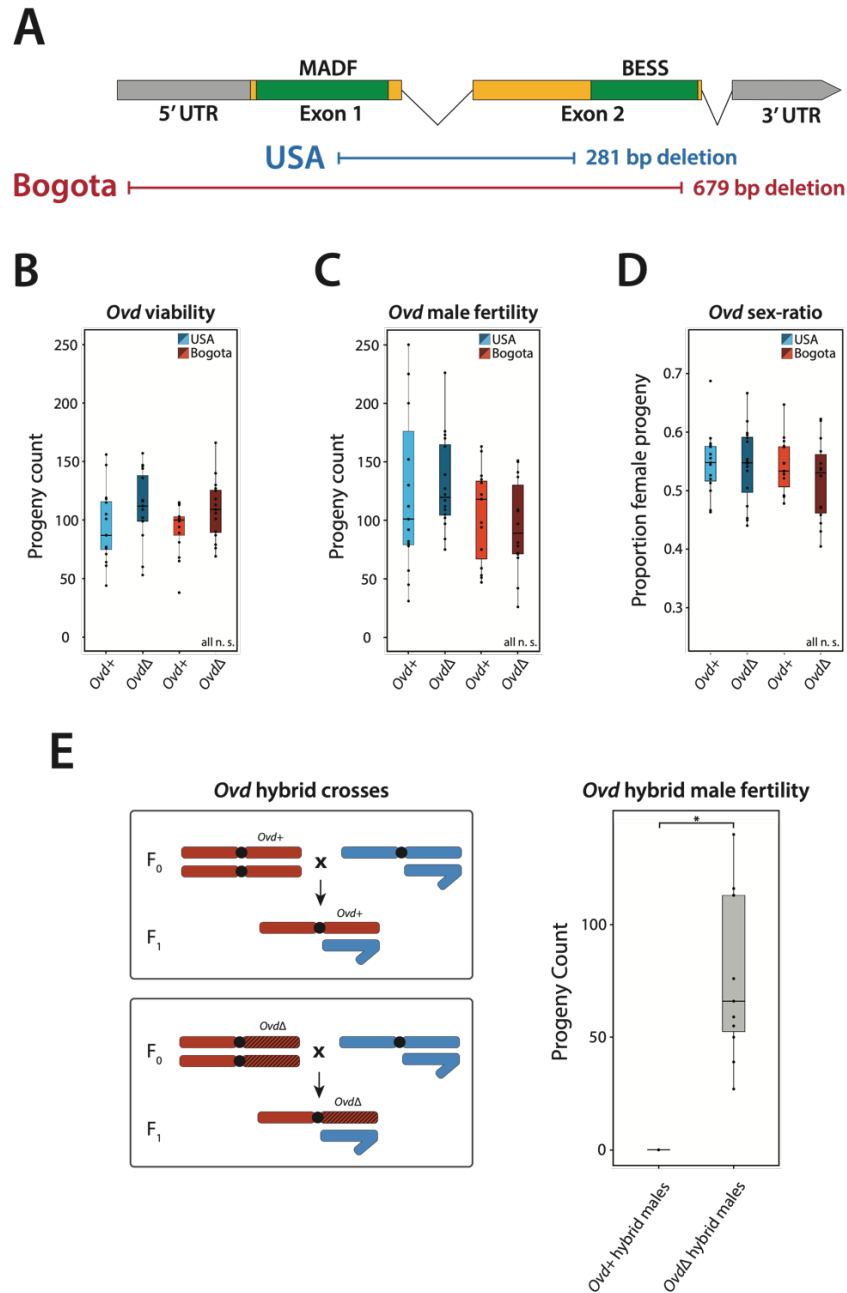 A
MADF
BESS
5' UTR
Exon 1
Exon 2
3' UTR
USA
281 bp deletion
Bogota
679 bp deletion
B
Ovd viability
USA
Bogota
Progeny count
250
200
150
100
50
0
all n. s.
Ovd+
OvdΔ
Ovd+
OvdΔ
C
Ovd male fertility
USA
Bogota
Progeny count
250
200
150
100
50
0
all n. s.
Ovd+
OvdΔ
Ovd+
OvdΔ
D
Ovd sex-ratio
USA
Bogota
Proportion female progeny
0.7
0.6
0.5
0.4
0.3
all n. s.
Ovd+
OvdΔ
Ovd+
OvdΔ
E
Ovd hybrid crosses
Ovd+
F0
x
Ovd+
F1
OvdΔ
F0
x
OvdΔ
F1
Ovd hybrid male fertility
*
Progeny Count
100
50
0
Ovd+ hybrid males
OvdΔ hybrid males